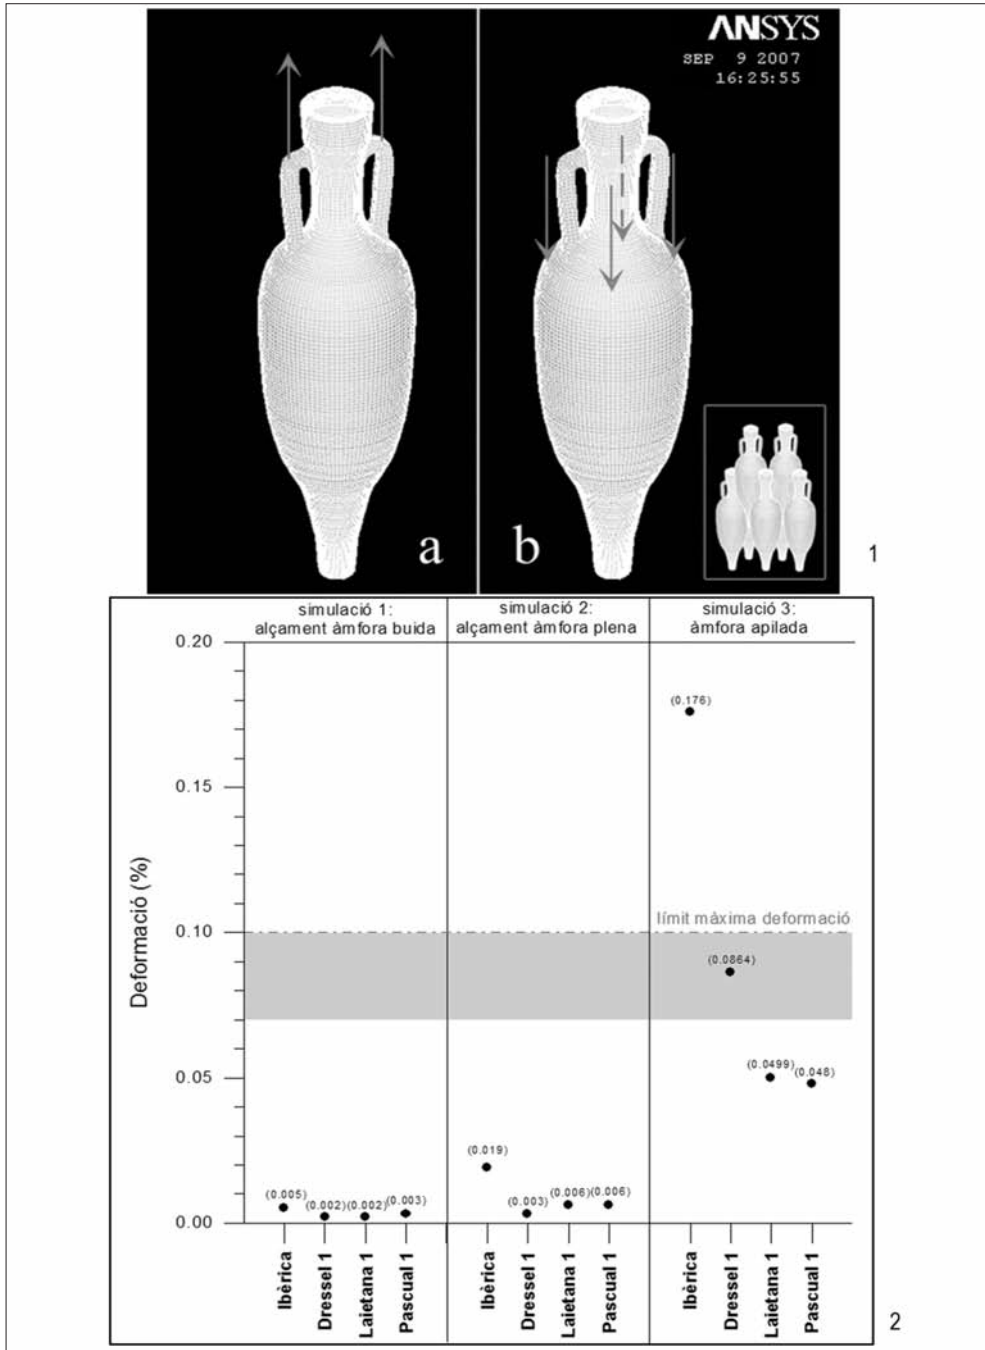 ANSYS
SEP 9 2007
16:25:55
a
b
1
simulació 1:
alçament àmfora buida
simulació 2:
alçament àmfora plena
simulació 3:
àmfora apilada
0.20
0.15
0.10
0.05
0.00
Deformació (%)
límit màxima deformació
(0.005)
(0.002)
(0.002)
(0.003)
(0.019)
(0.003)
(0.006)
(0.006)
(0.176)
(0.0864)
(0.0499)
(0.048)
Ibèrica
Dressel 1
Laietana 1
Pascual 1
Ibèrica
Dressel 1
Laietana 1
Pascual 1
Ibèrica
Dressel 1
Laietana 1
Pascual 1
2